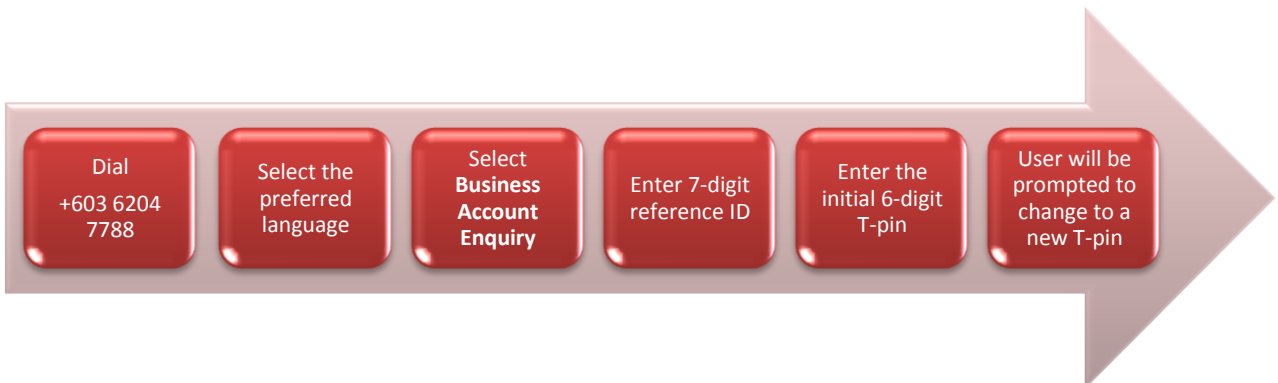 Dial
+603 6204
7788
Select the
preferred
language
Select
Business
Account
Enquiry
Enter 7-digit
reference ID
Enter the
initial 6-digit
T-pin
User will be
prompted to
change to a
new T-pin